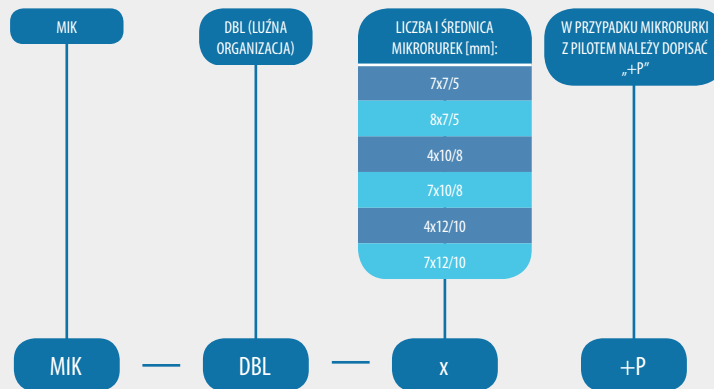 MIK
DBL (LUŹNA
ORGANIZACJA)
LICZBA I ŚREDNICA
MIKRORUREK [mm]:
7x7/5
8x7/5
4x10/8
7x10/8
4x12/10
7x12/10
W PRZYPADKU MIKRORURKI
Z PILOTEM NALEŻY DOPISAĆ
„+P”
MIK — DBL — x +P